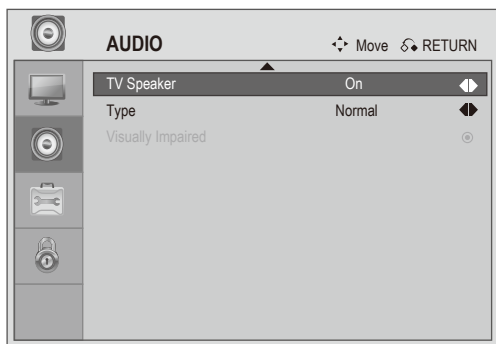 AUDIO Move RETURN
TV Speaker On
Type Normal
Visually Impaired